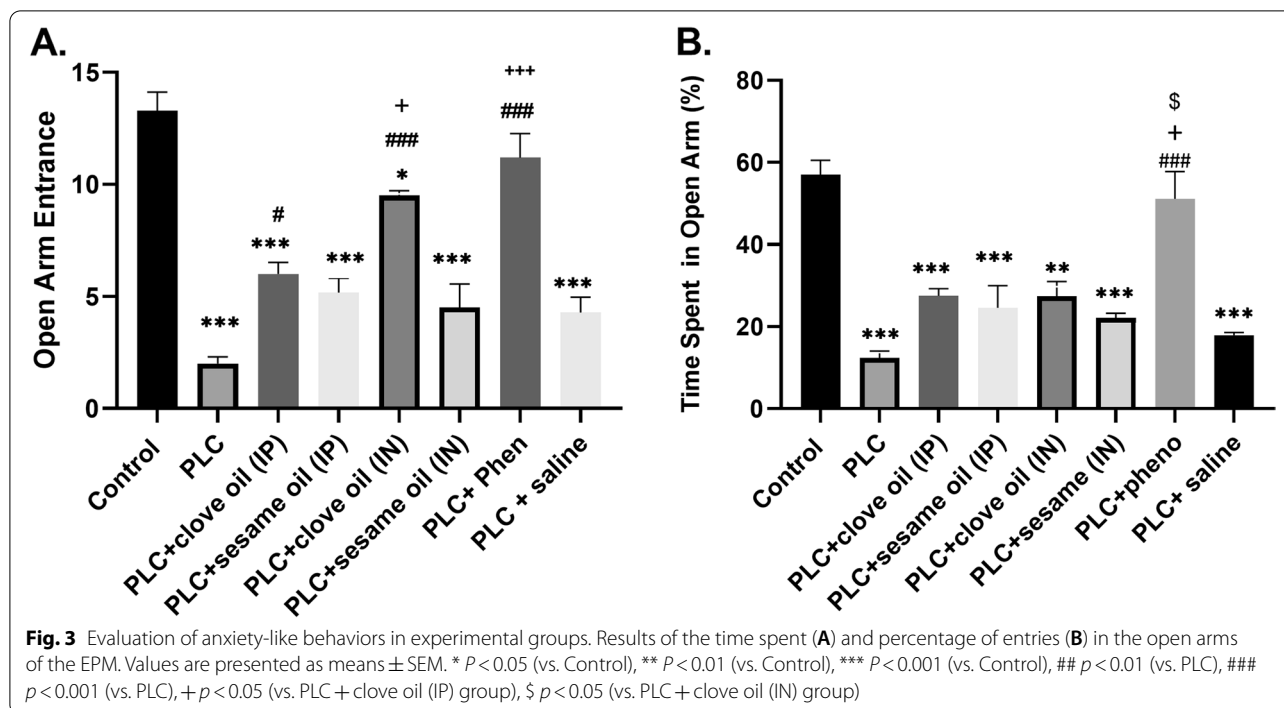 A.
15
10
5
0
Open Arm Entrance
***
#
***
***
+
###
*
***
+++
###
***
Control
PLC
PLC+clove oil (IP)
PLC+sesame oil (IP)
PLC+clove oil (IN)
PLC+sesame oil (IN)
PLC+ Phen
PLC + saline
B.
80
60
40
20
0
Time Spent in Open Arm (%)
***
***
***
**
***
$
+
###
***
Control
PLC
PLC+clove oil (IP)
PLC+sesame oil (IP)
PLC+clove oil (IN)
PLC+sesame (IN)
PLC+pheno
PLC+ saline
Fig. 3 Evaluation of anxiety-like behaviors in experimental groups. Results of the time spent (A) and percentage of entries (B) in the open arms
of the EPM. Values are presented as means ± SEM. * P < 0.05 (vs. Control), ** P < 0.01 (vs. Control), *** P < 0.001 (vs. Control), ## p < 0.01 (vs. PLC), ###
p < 0.001 (vs. PLC), + p < 0.05 (vs. PLC + clove oil (IP) group), $ p < 0.05 (vs. PLC + clove oil (IN) group)